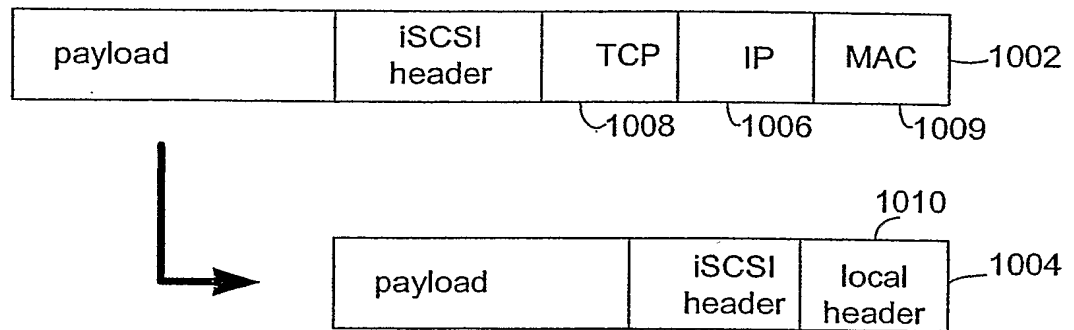 payload iSCSI header TCP IP MAC 1002
1008 1006 1009
1010
payload iSCSI header local header 1004